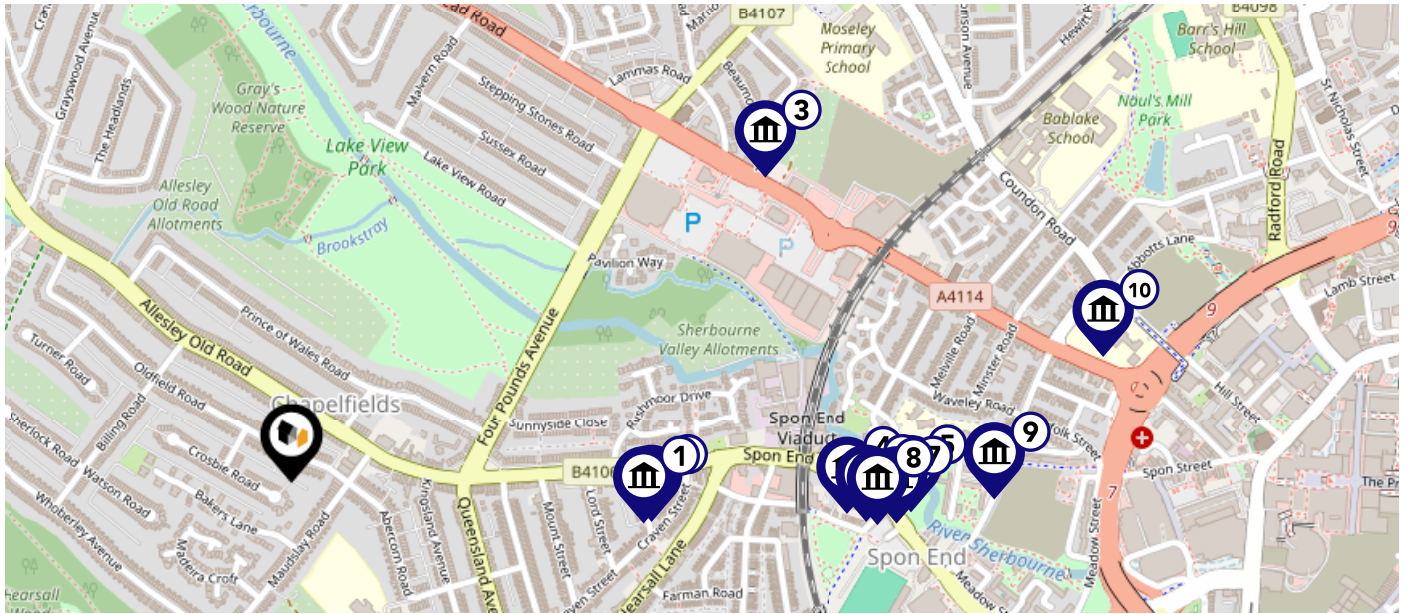 B4107
B4098
Grayswood Avenue
The Headlands
Gray's
Wood Nature
Reserve
Malvern Road
Lammas Road
Stepping Stones Road
Sussex Road
Lake View Road
Lake View
Park
Allesley
Old Road
Allotments
Brookstray
Moseley
Primary
School
3
Barr's Hill
School
Naul's Mill
Park
Bablake
School
St Nicholas Street
Radford Road
Coundon Road
Abbotts Lane
Lamb Street
P
P
Pavilion Way
Four Pounds Avenue
Sherbourne
Valley Allotments
A4114
10
9
Hill Street
Melville Road
Minster Road
Waveley Road
Allesley Old Road
Prince of Wales Road
Turner Road
Oldfield Road
Billing Road
Chapelfields
Rushmoor Drive
Sunnyside Close
Spon End
Viaduct
Spon End
1
4
5
7
8
9
Spon Street
7
Meadow Street
Sherlock Road
Watson Road
Crosbie Road
Bakers Lane
Whoberley Avenue
Madeira Croft
Maudslay Road
Abercorn Road
Kingsland Avenue
Queensland Ave
Mount Street
Lord Street
Craven Street
Hearsall Lane
Farman Road
Spon End
River Sherbourne
Meadow S